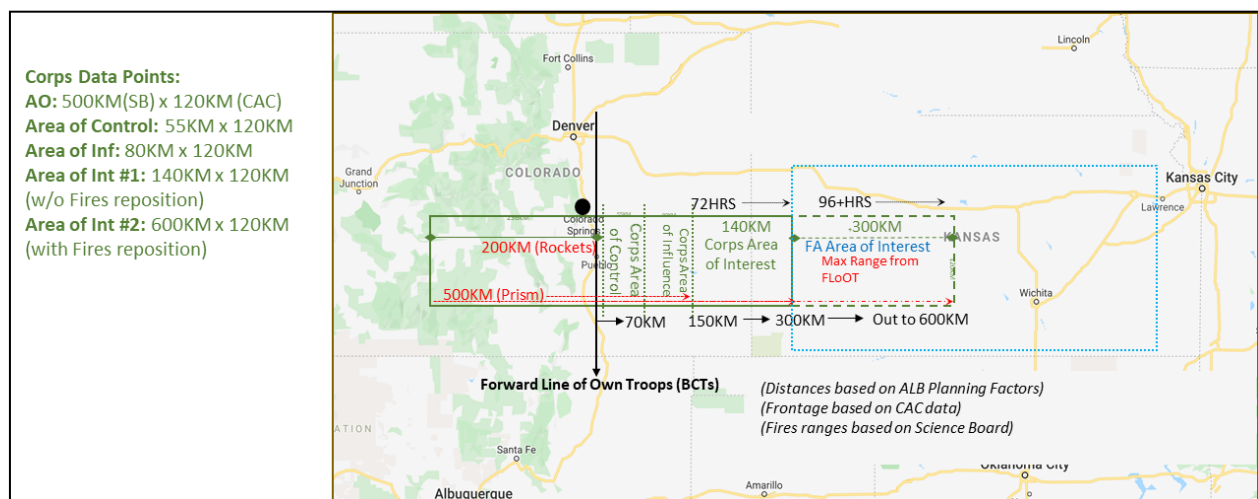 Corps Data Points:
AO: 500KM(SB) x 120KM (CAC)
Area of Control: 55KM x 120KM
Area of Inf: 80KM x 120KM
Area of Int #1: 140KM x 120KM
(w/o Fires reposition)
Area of Int #2: 600KM x 120KM
(with Fires reposition)
Lincoln
Fort Collins
Denver
Grand
Junction
COLORADO
Kansas City
Lawrence
72HRS
96+HRS
Colorado
Springs
200KM (Rockets)
Pueblo
Corps Area
of Control
Corps Area
of Influence
140KM
Corps Area
of Interest
-300KM
FA Area of Interest
KANSAS
Max Range from
FLoOT
500KM (Prism)
Wichita
70KM
150KM
300KM
Out to 600KM
Forward Line of Own Troops (BCTs)
(Distances based on ALB Planning Factors)
(Frontage based on CAC data)
(Fires ranges based on Science Board)
Santa Fe
Albuquerque
Amarillo
Oklahoma City